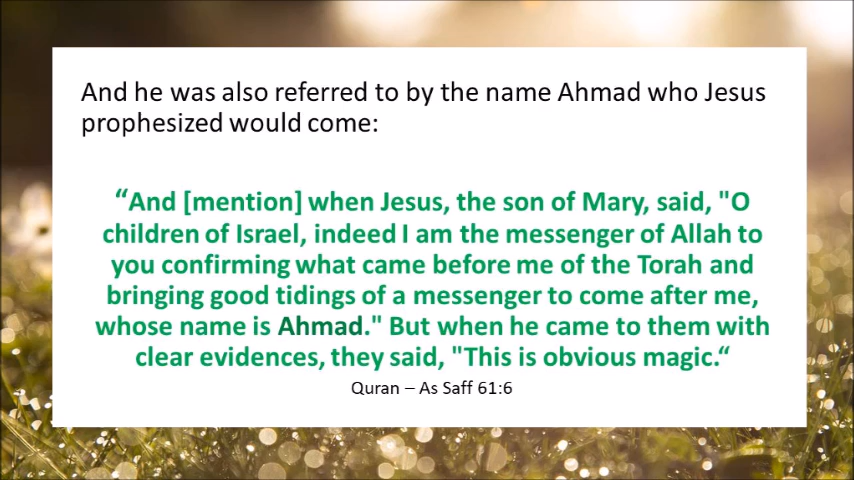 And he was also referred to by the name Ahmad who Jesus
prophesized would come:
“And [mention] when Jesus, the son of Mary, said, "O
children of Israel, indeed I am the messenger of Allah to
you confirming what came before me of the Torah and
bringing good tidings of a messenger to come after me,
whose name is Ahmad." But when he came to them with
clear evidences, they said, "This is obvious magic.“
Quran – As Saff 61:6